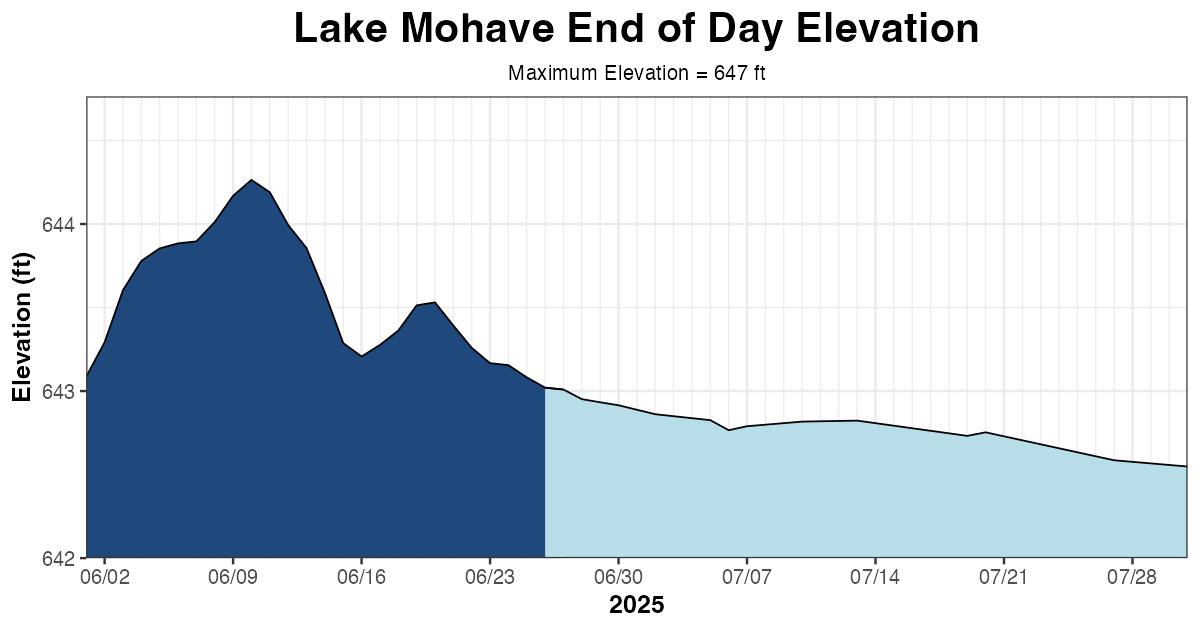 Lake Mohave End of Day Elevation
Maximum Elevation = 647 ft
Elevation (ft)
644
643
642
06/02 06/09 06/16 06/23 06/30 07/07 07/14 07/21 07/28
2025